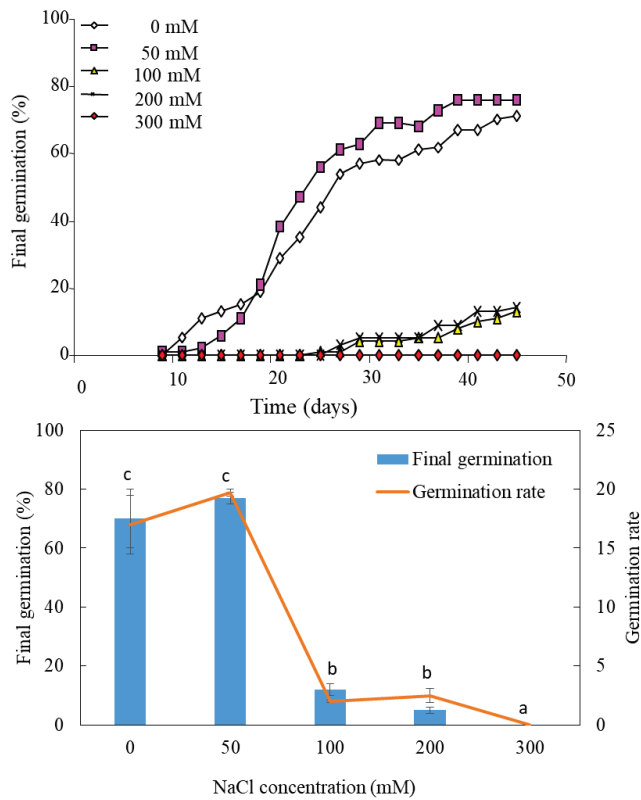 0 mM
50 mM
100 mM
200 mM
300 mM
Final germination (%)
80
60
40
20
0
0
10
20
30
40
50
Time (days)
100
80
60
40
20
0
Final germination (%)
c
c
b
b
a
Final germination
Germination rate
25
20
15
10
5
0
Germination rate
0
50
100
200
300
NaCl concentration (mM)